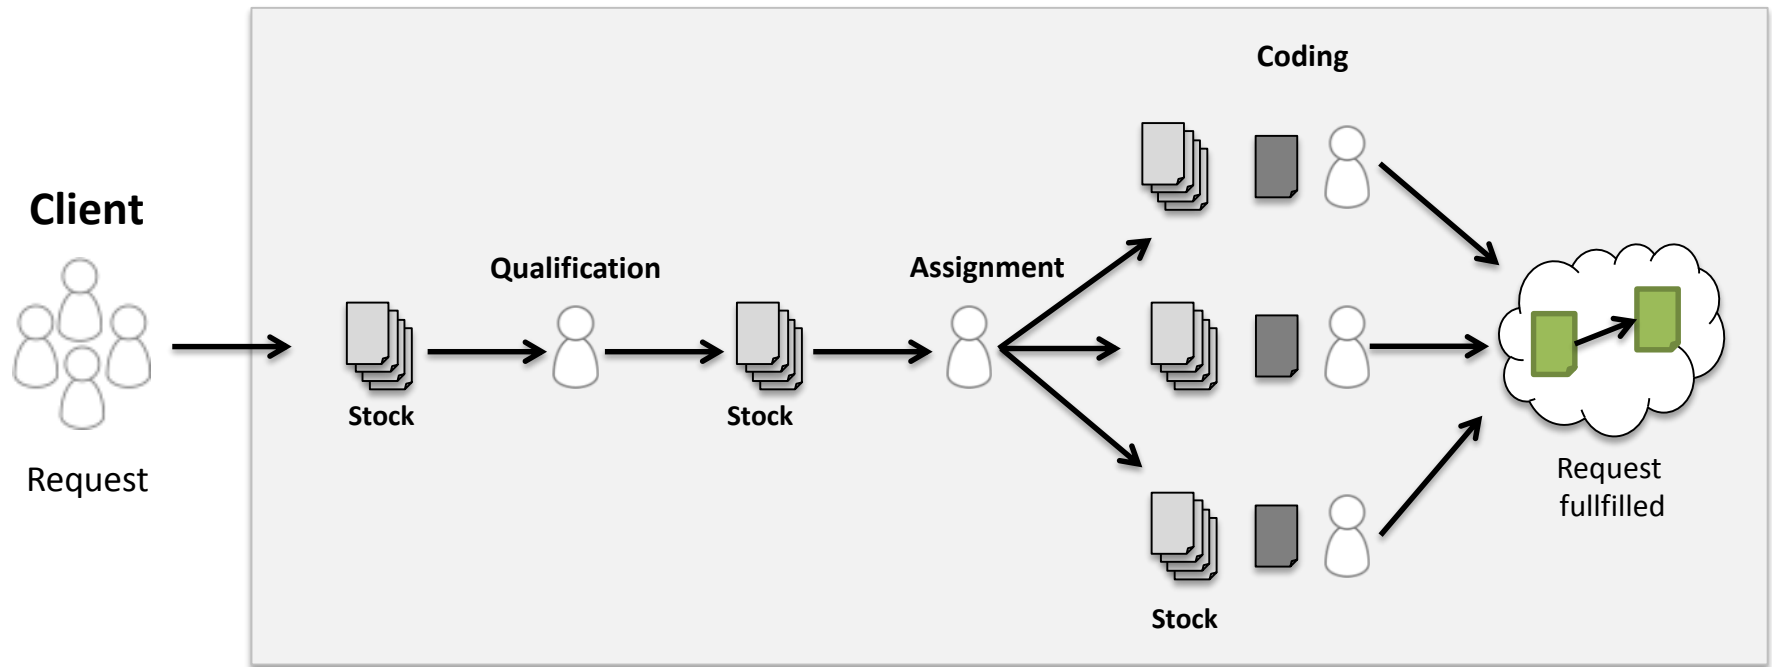 Client
Request
Stock
Qualification
Stock
Assignment
Coding
Stock
Request
fullfilled